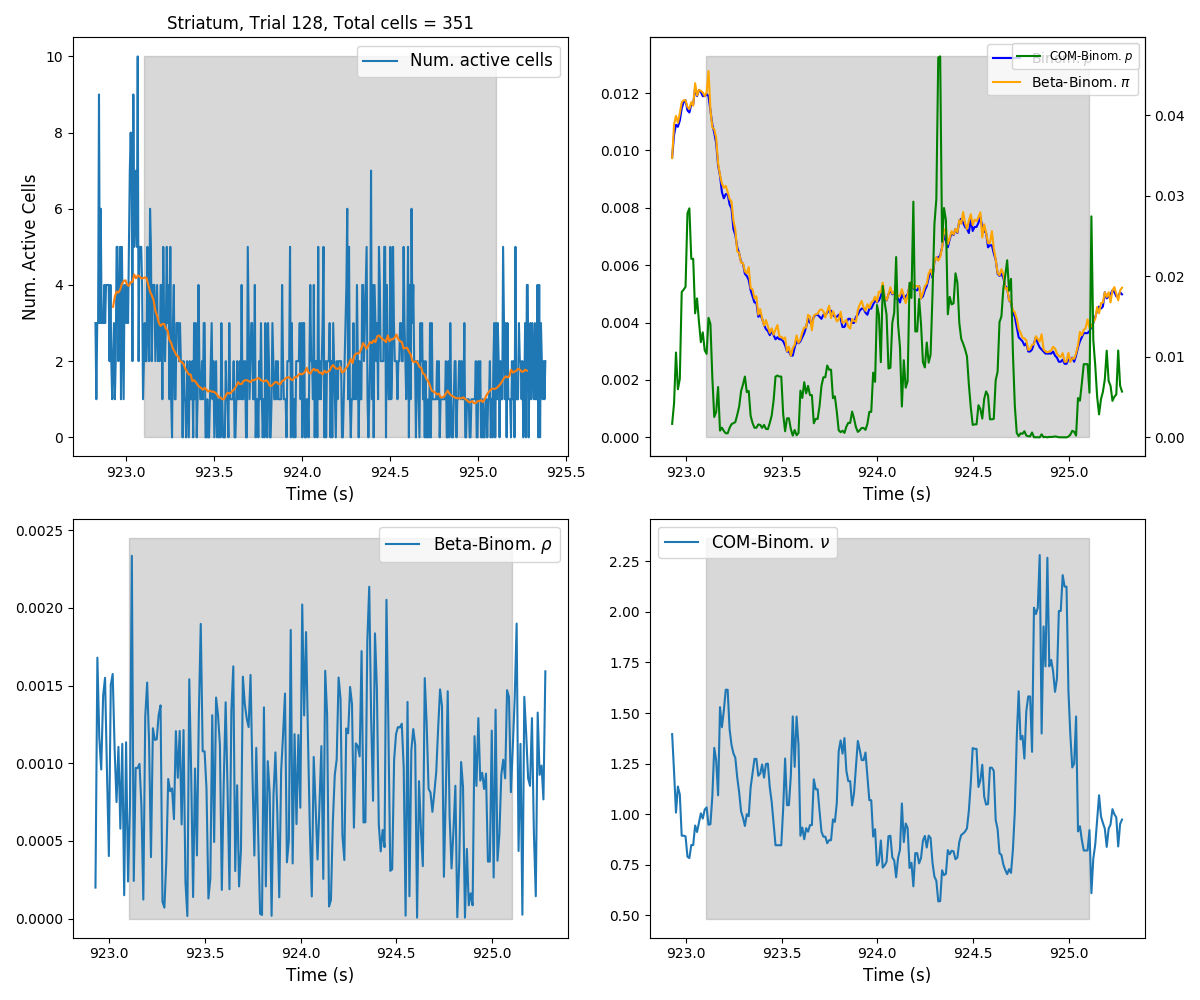 Striatum, Trial 128, Total cells = 351
Num. active cells
10
8
6
4
2
0
Num. Active Cells
923.0 923.5 924.0 924.5 925.0 925.5
Time (s)
COM-Binom. p
Binom. p
Beta-Binom. π
0.012
0.010
0.008
0.006
0.004
0.002
0.000
0.04
0.03
0.02
0.01
0.00
923.0 923.5 924.0 924.5 925.0
Time (s)
Beta-Binom. ρ
0.0025
0.0020
0.0015
0.0010
0.0005
0.0000
923.0 923.5 924.0 924.5 925.0
Time (s)
COM-Binom. ν
2.25
2.00
1.75
1.50
1.25
1.00
0.75
0.50
923.0 923.5 924.0 924.5 925.0
Time (s)